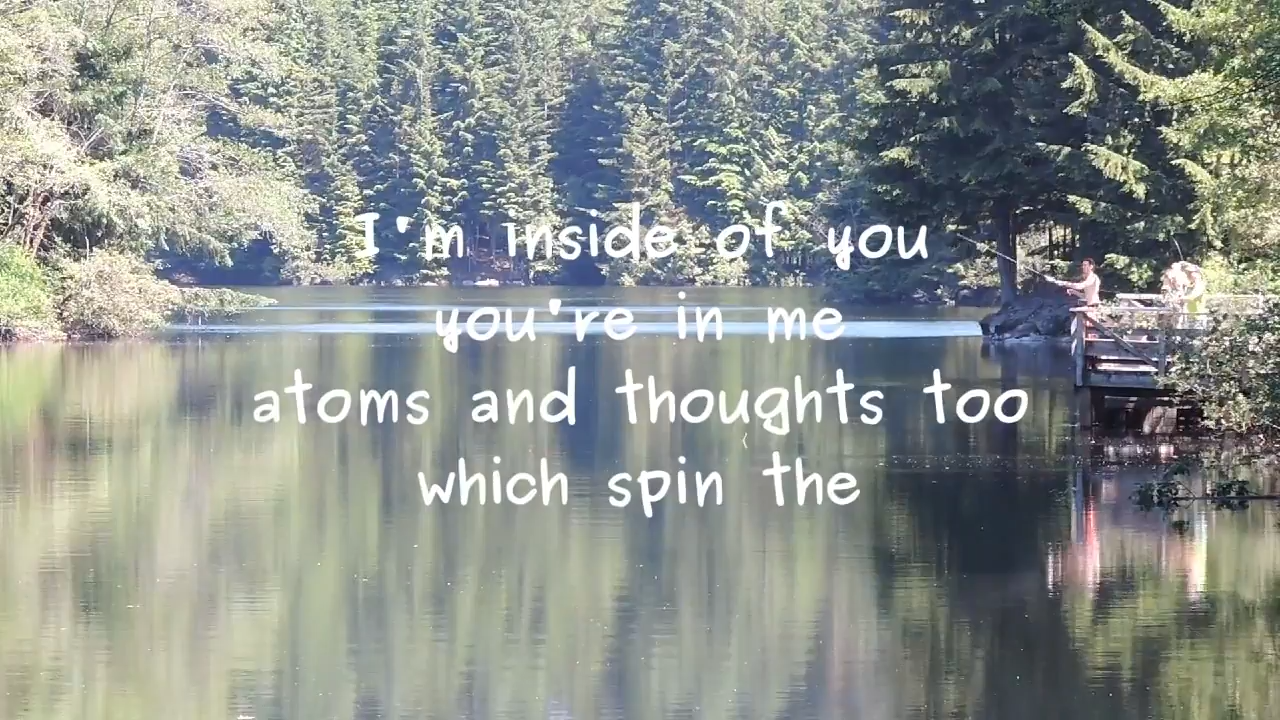 I'm inside of you
you're in me
atoms and thoughts too
which spin the